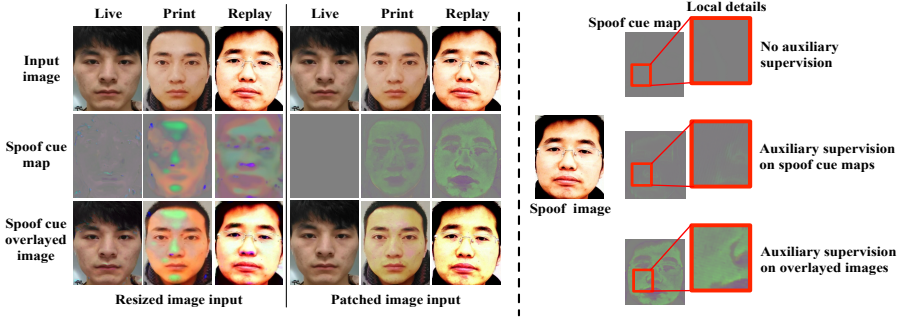 Live Print Replay Live Print Replay
Input
image
Spoof cue
map
Spoof cue
overlayed
image
Resized image input Patched image input
Local details
Spoof cue map
No auxiliary
supervision
Auxiliary supervision
on spoof cue maps
Spoof image
Auxiliary supervision
on overlayed images